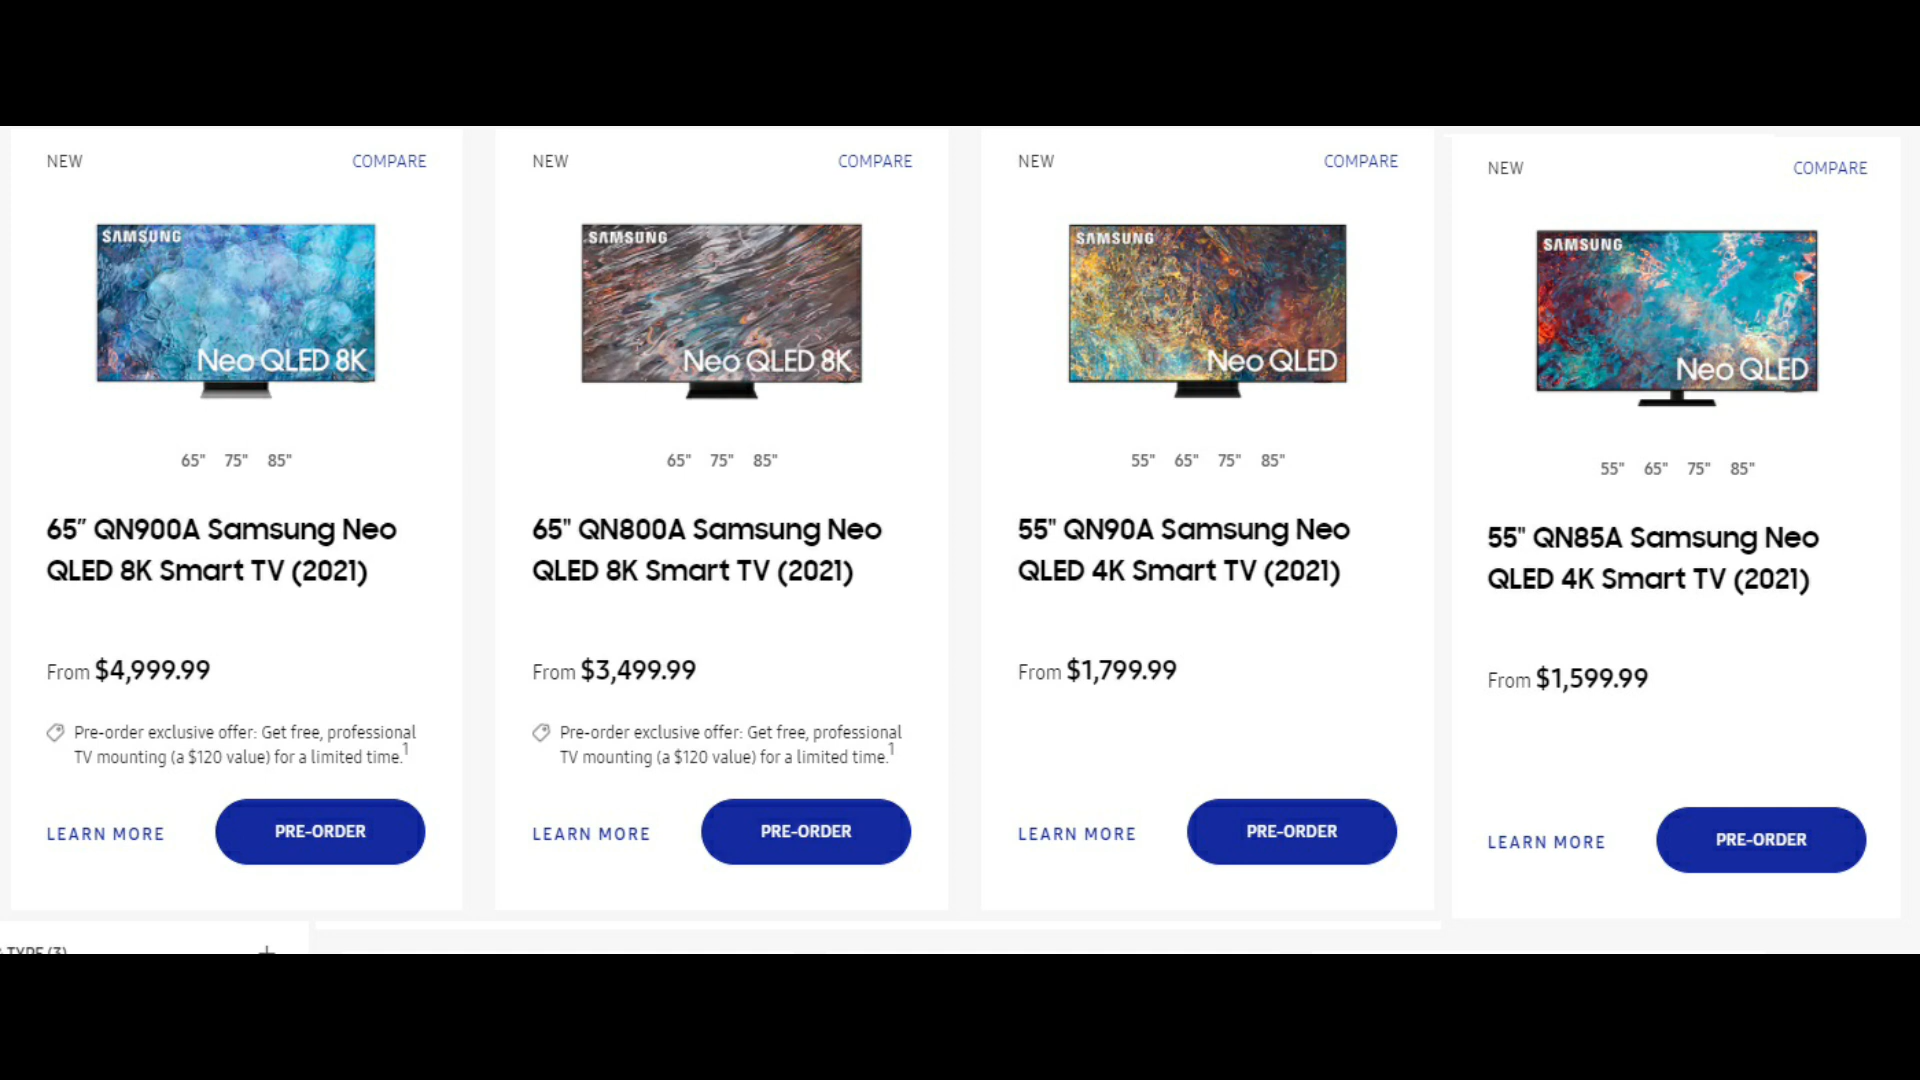 NEW COMPARE
SAMSUNG
Neo QLED 8K
65" 75" 85"
65” QN900A Samsung Neo
QLED 8K Smart TV (2021)
From $4,999.99
Pre-order exclusive offer: Get free, professional
TV mounting (a $120 value) for a limited time.1
LEARN MORE PRE-ORDER
NEW COMPARE
SAMSUNG
Neo QLED 8K
65" 75" 85"
65" QN800A Samsung Neo
QLED 8K Smart TV (2021)
From $3,499.99
Pre-order exclusive offer: Get free, professional
TV mounting (a $120 value) for a limited time.1
LEARN MORE PRE-ORDER
NEW COMPARE
SAMSUNG
Neo QLED
55" 65" 75" 85"
55" QN90A Samsung Neo
QLED 4K Smart TV (2021)
From $1,799.99
LEARN MORE PRE-ORDER
NEW COMPARE
SAMSUNG
Neo QLED
55" 65" 75" 85"
55" QN85A Samsung Neo
QLED 4K Smart TV (2021)
From $1,599.99
LEARN MORE PRE-ORDER
TYPE (3) +